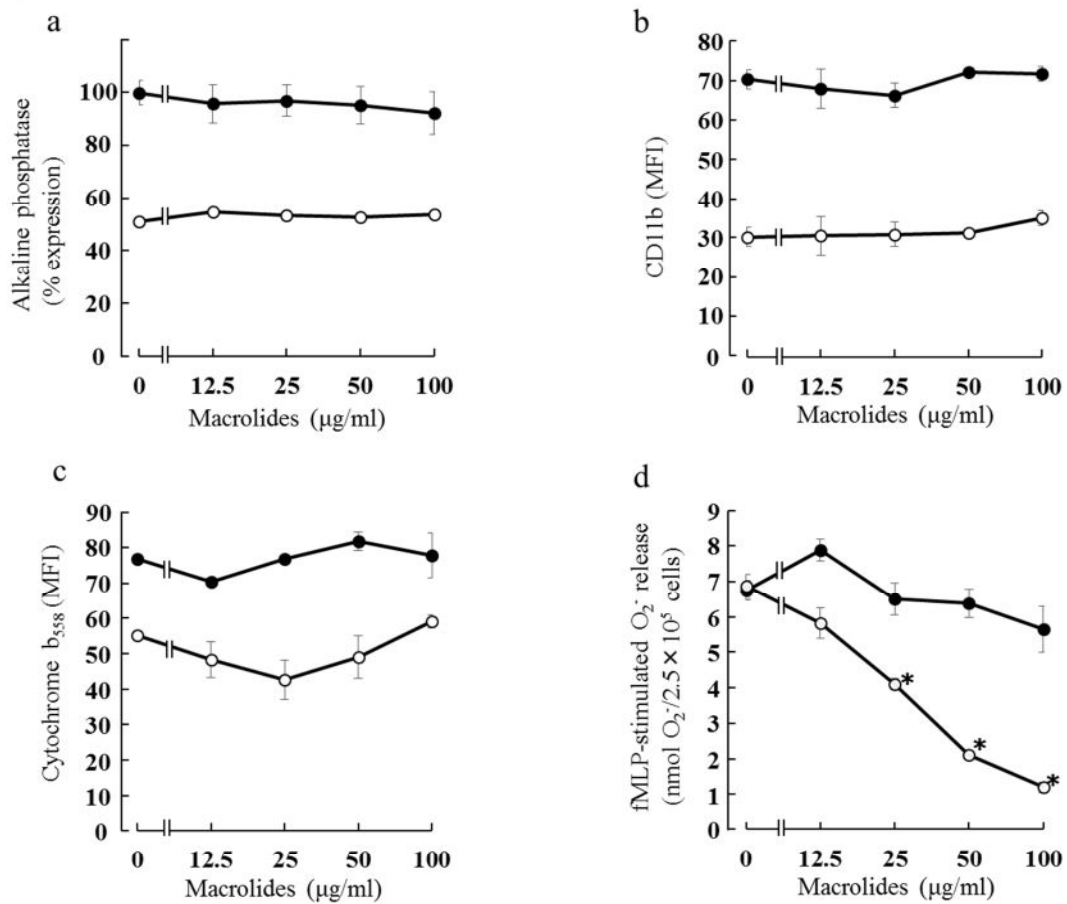 a
Alkaline phosphatase
(% expression)
100
80
60
40
20
0
0 12.5 25 50 100
Macrolides (μg/ml)
b
CD11b (MFI)
80
70
60
50
40
30
20
10
0
0 12.5 25 50 100
Macrolides (μg/ml)
c
Cytochrome b₅₅₈ (MFI)
90
80
70
60
50
40
30
20
10
0
0 12.5 25 50 100
Macrolides (μg/ml)
d
fMLP-stimulated O₂⁻ release
(nmol O₂⁻/2.5 × 10⁵ cells)
9
8
7
6
5
4
3
2
1
0
*
*
*
0 12.5 25 50 100
Macrolides (μg/ml)